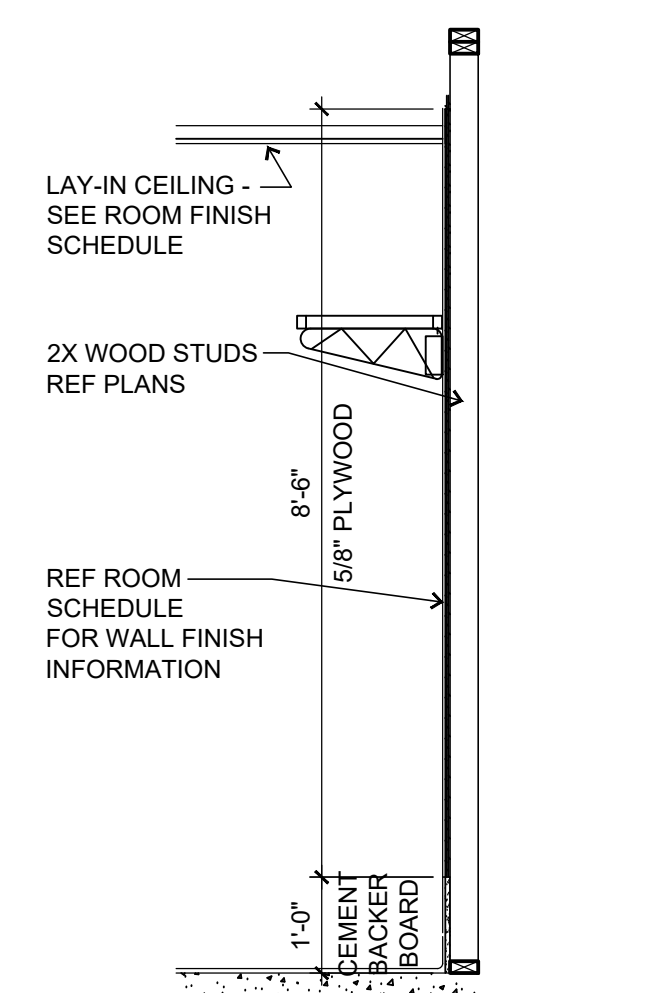 LAY-IN CEILING -
SEE ROOM FINISH
SCHEDULE
2X WOOD STUDS
REF PLANS
8'-6"
5/8" PLYWOOD
REF ROOM
SCHEDULE
FOR WALL FINISH
INFORMATION
1'-0"
CEMENT
BACKER
BOARD